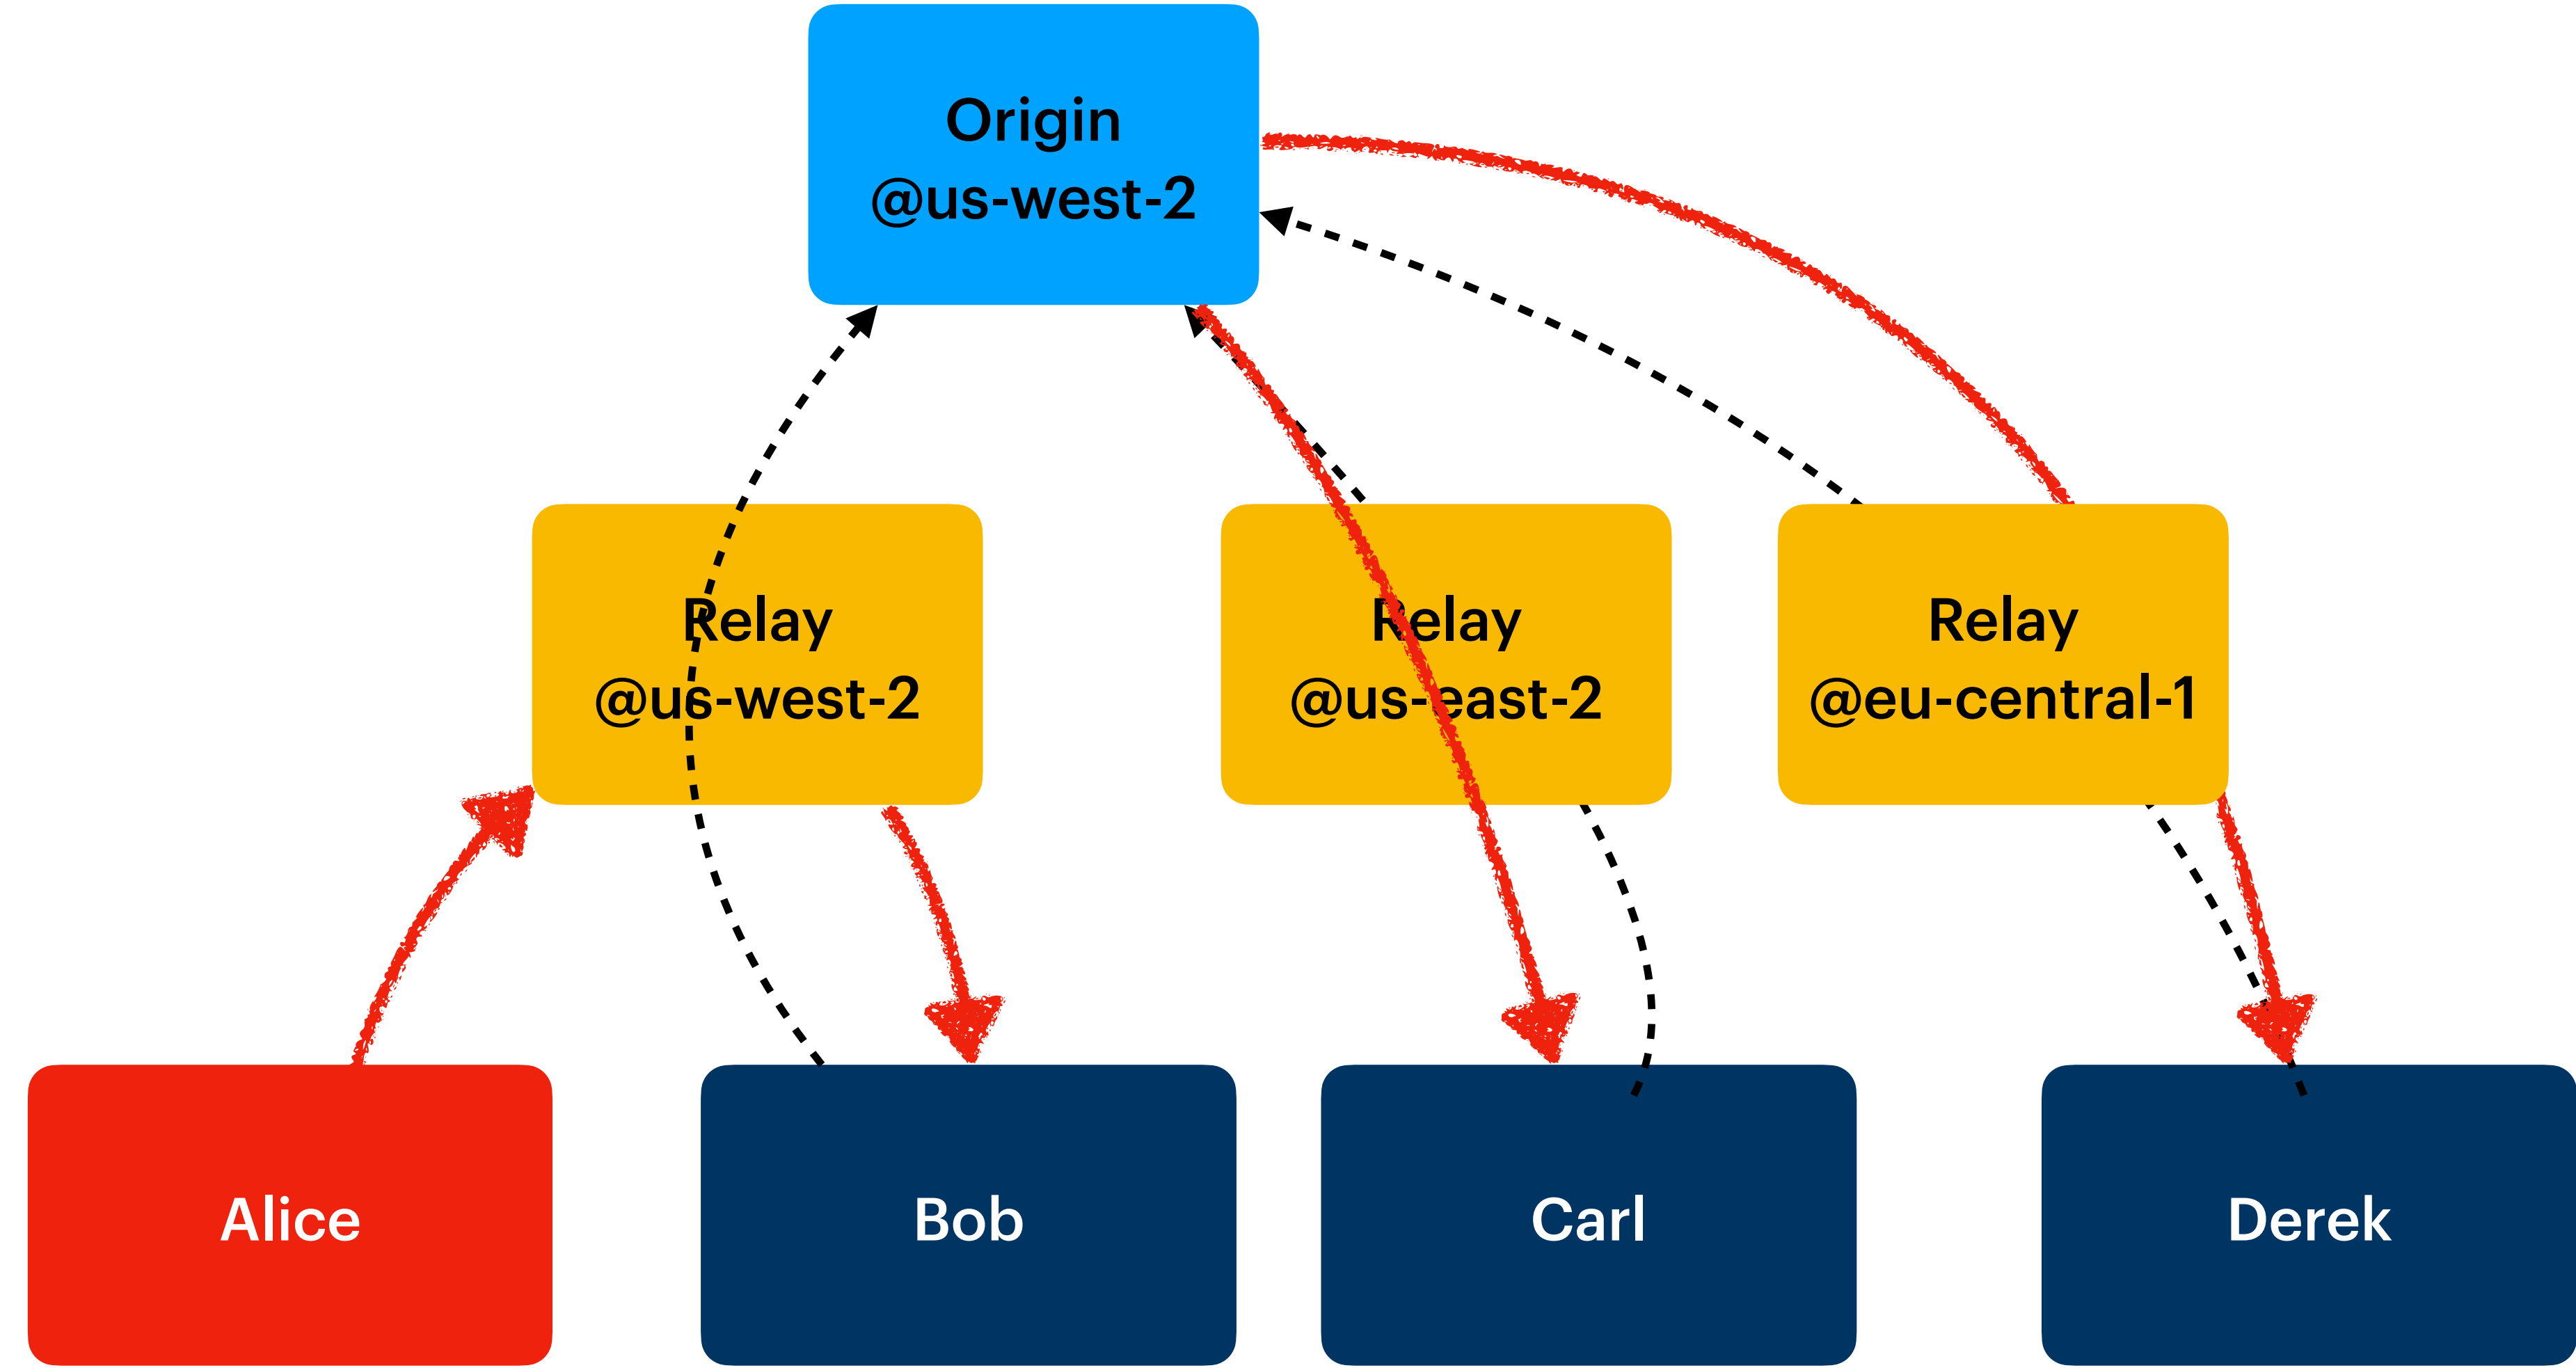 Origin
@us-west-2
Relay
@us-west-2
Relay
@us-east-2
Relay
@eu-central-1
Alice
Bob
Carl
Derek